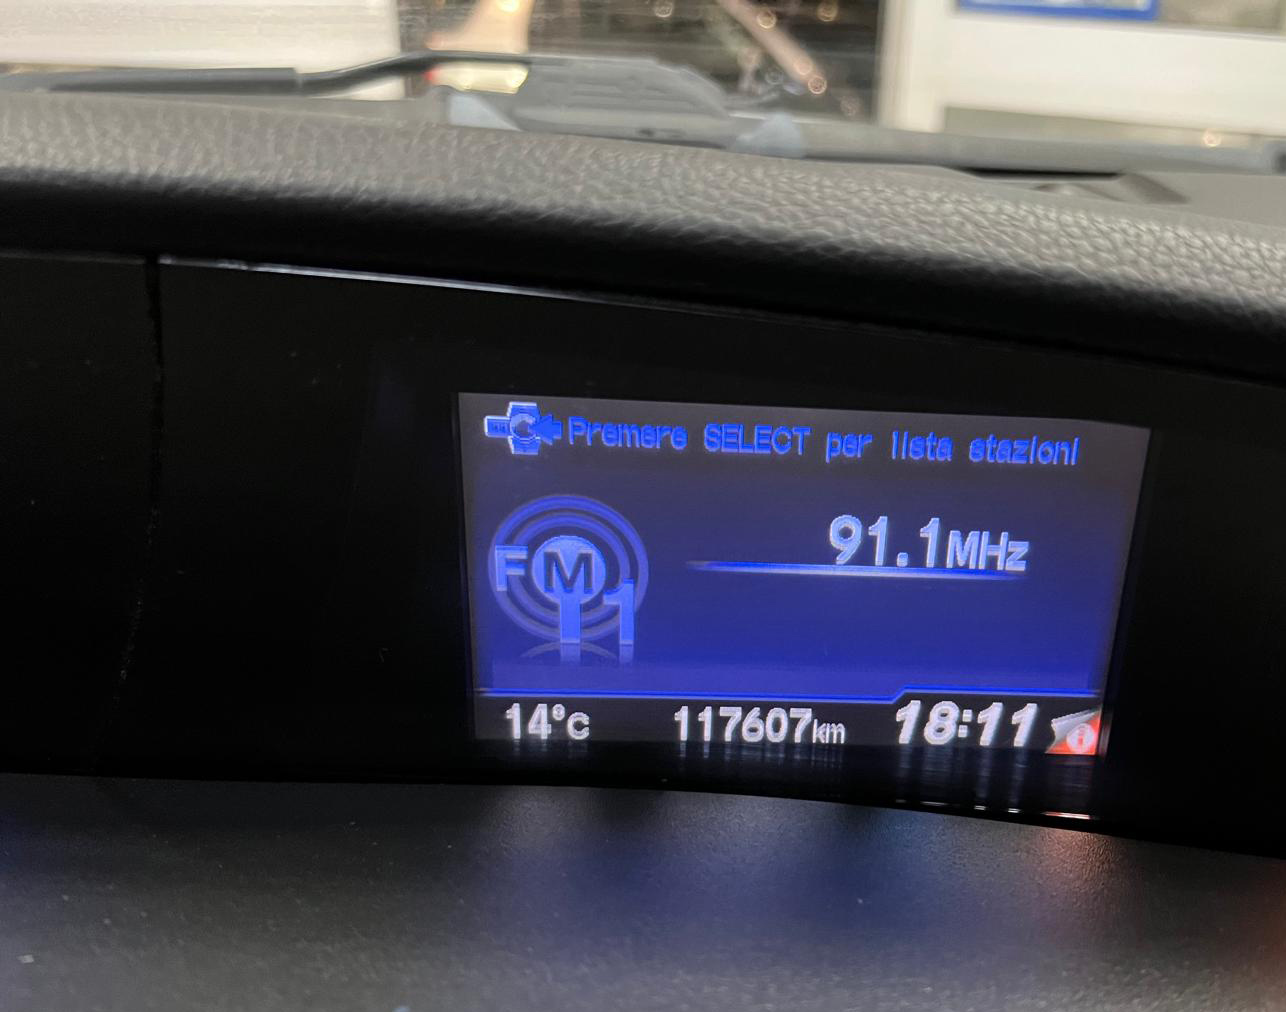 Premere SELECT per lista stazioni
91.1MHz
FM1
14°C 117607km 18:11